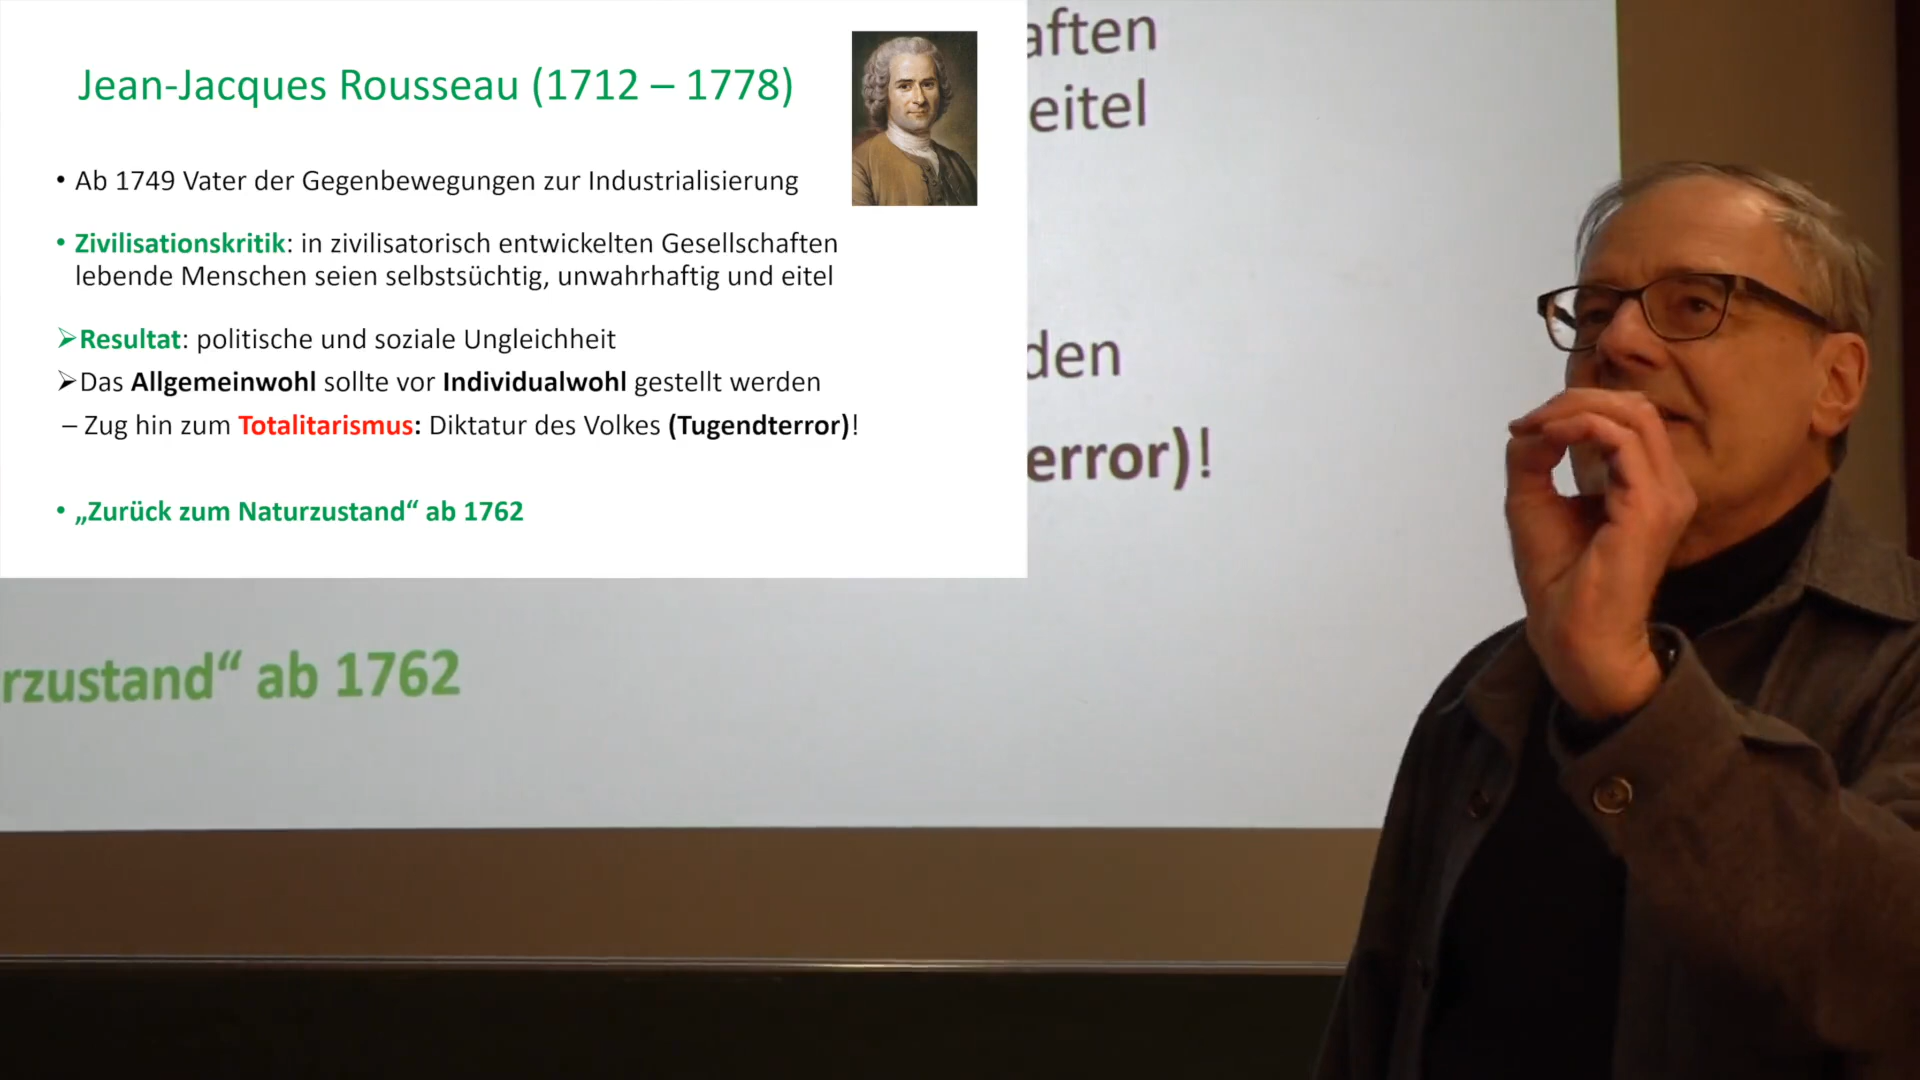 Jean-Jacques Rousseau (1712 – 1778)
• Ab 1749 Vater der Gegenbewegungen zur Industrialisierung
• Zivilisationskritik: in zivilisatorisch entwickelten Gesellschaften
lebende Menschen seien selbstsüchtig, unwahrhaftig und eitel
➢Resultat: politische und soziale Ungleichheit
➢Das Allgemeinwohl sollte vor Individualwohl gestellt werden
– Zug hin zum Totalitarismus: Diktatur des Volkes (Tugendterror)!
• „Zurück zum Naturzustand“ ab 1762
aften
eitel
den
error)!
rzustand“ ab 1762